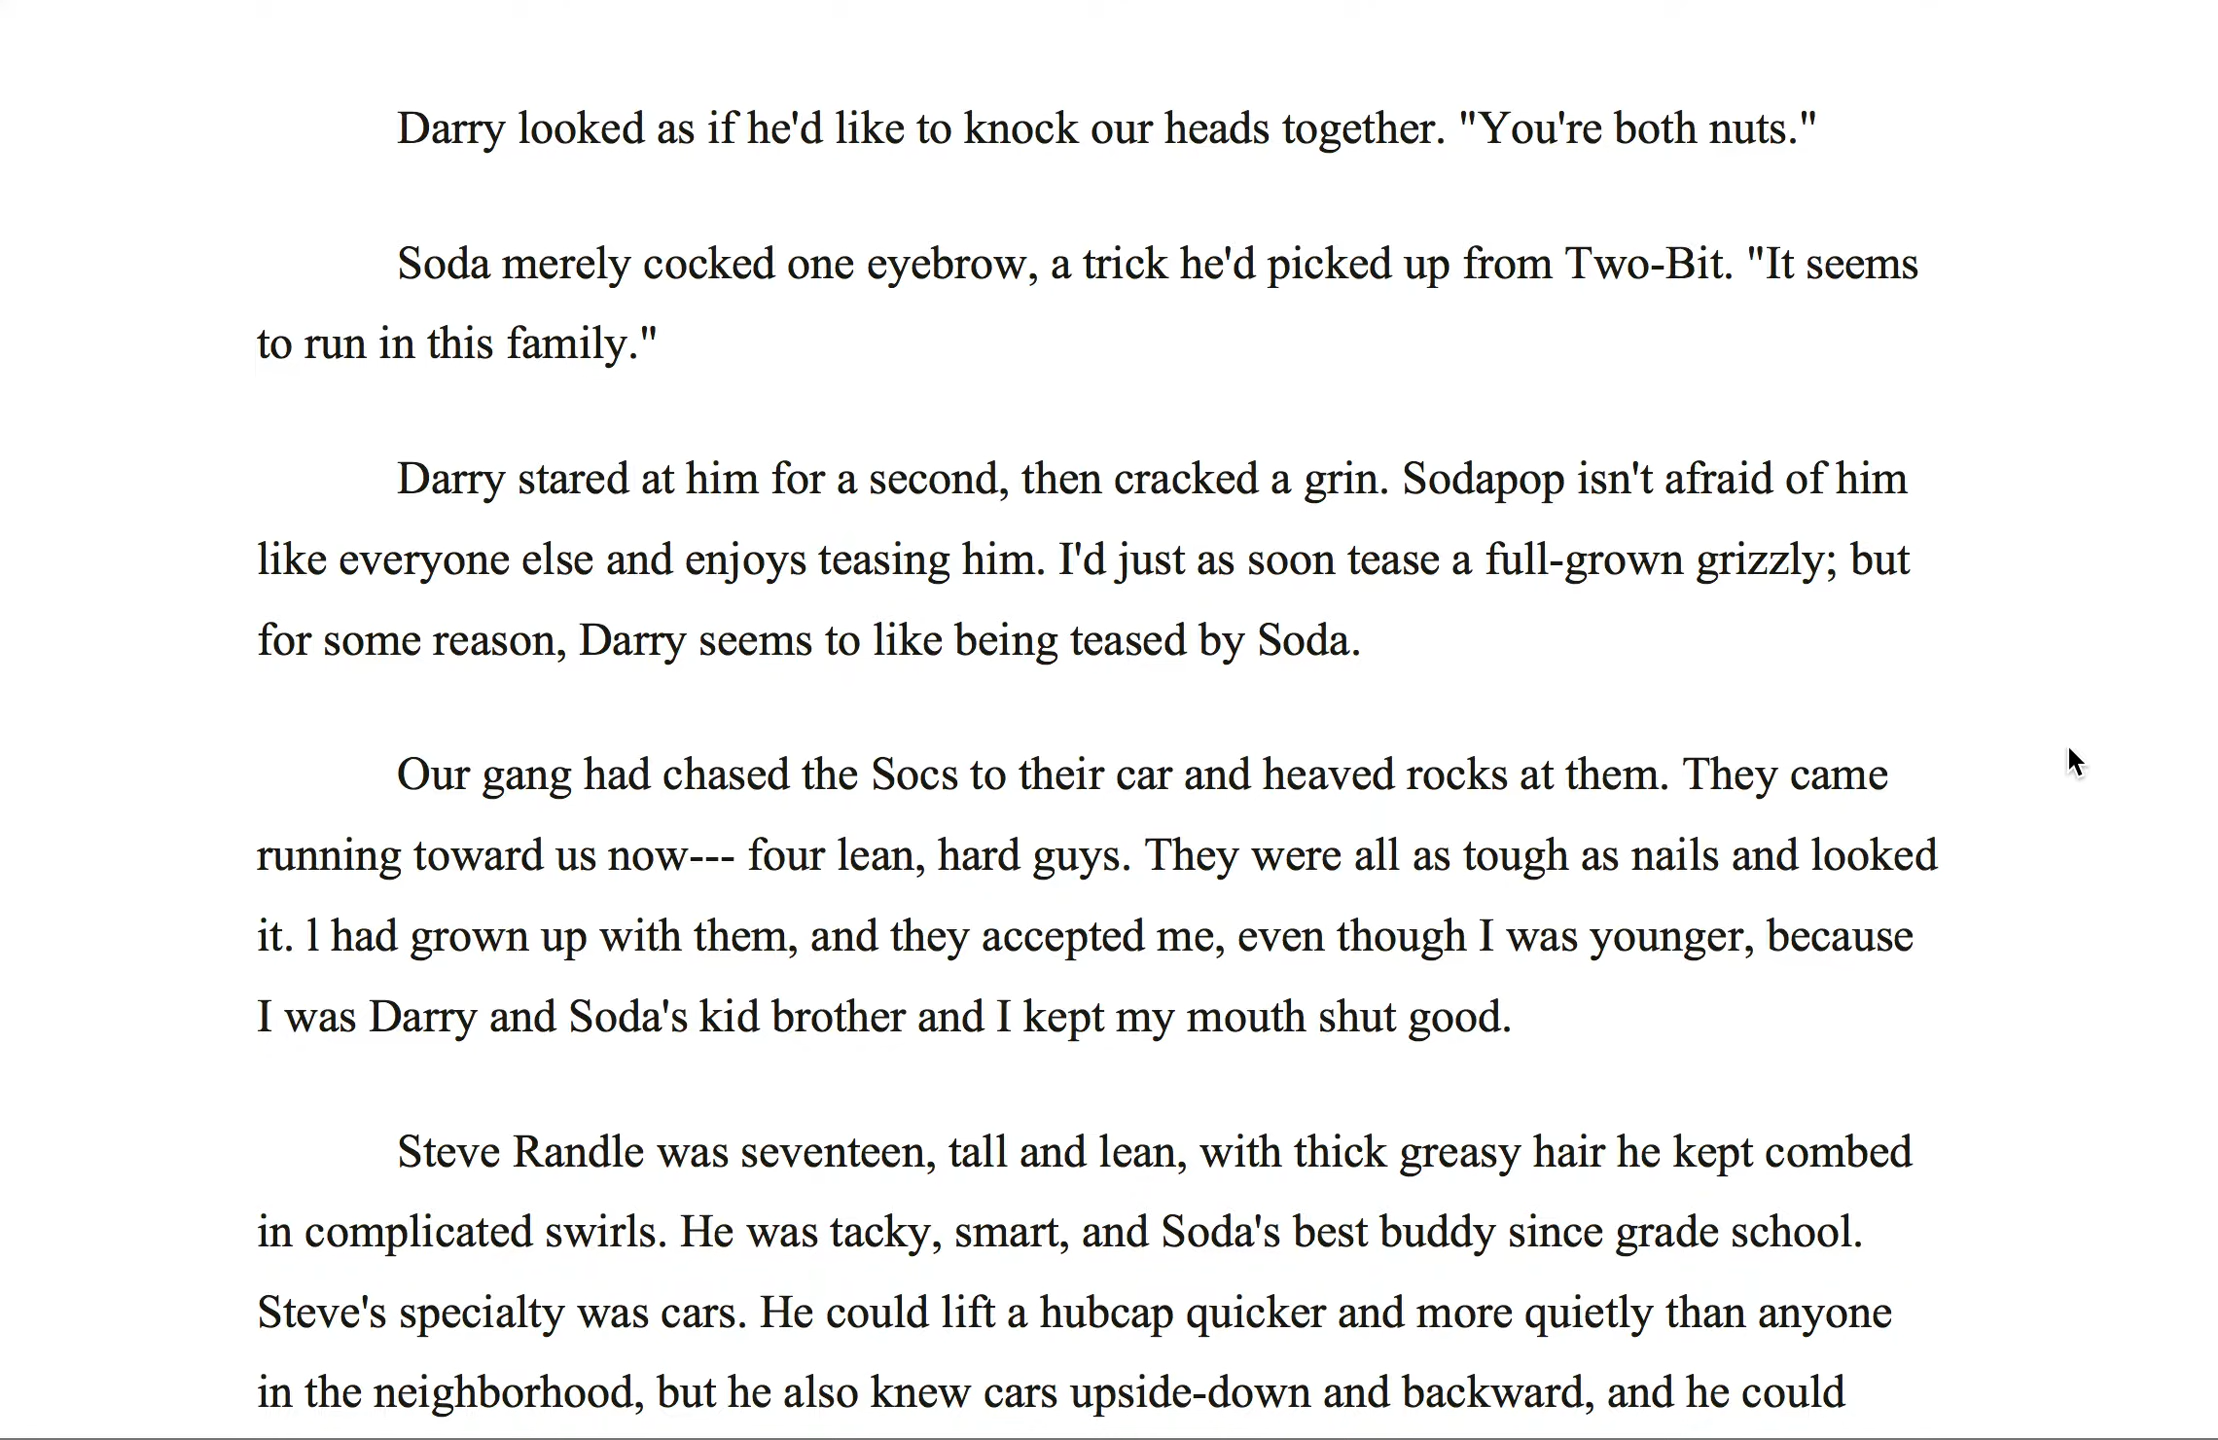 Darry looked as if he'd like to knock our heads together. "You're both nuts."
Soda merely cocked one eyebrow, a trick he'd picked up from Two-Bit. "It seems
to run in this family."
Darry stared at him for a second, then cracked a grin. Sodapop isn't afraid of him
like everyone else and enjoys teasing him. I'd just as soon tease a full-grown grizzly; but
for some reason, Darry seems to like being teased by Soda.
Our gang had chased the Socs to their car and heaved rocks at them. They came
running toward us now--- four lean, hard guys. They were all as tough as nails and looked
it. l had grown up with them, and they accepted me, even though I was younger, because
I was Darry and Soda's kid brother and I kept my mouth shut good.
Steve Randle was seventeen, tall and lean, with thick greasy hair he kept combed
in complicated swirls. He was tacky, smart, and Soda's best buddy since grade school.
Steve's specialty was cars. He could lift a hubcap quicker and more quietly than anyone
in the neighborhood, but he also knew cars upside-down and backward, and he could